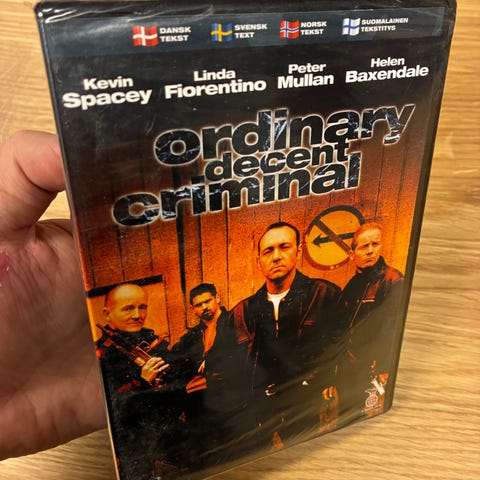 DANSK TEKST
SVENSK TEXT
NORSK TEKST
SUOMALAINEN TEKSTITYS
Kevin Spacey
Linda Fiorentino
Peter Mullan
Helen Baxendale
ordinary
decent
criminal